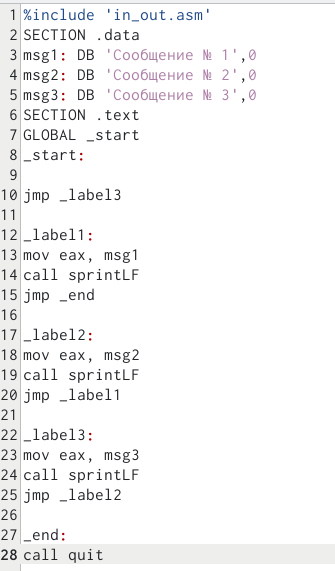 1 %include 'in_out.asm'
2 SECTION .data
3 msg1: DB 'Сообщение № 1',0
4 msg2: DB 'Сообщение № 2',0
5 msg3: DB 'Сообщение № 3',0
6 SECTION .text
7 GLOBAL _start
8 _start:
9
10 jmp _label3
11
12 _label1:
13 mov eax, msg1
14 call sprintLF
15 jmp _end
16
17 _label2:
18 mov eax, msg2
19 call sprintLF
20 jmp _label1
21
22 _label3:
23 mov eax, msg3
24 call sprintLF
25 jmp _label2
26
27 _end:
28 call quit